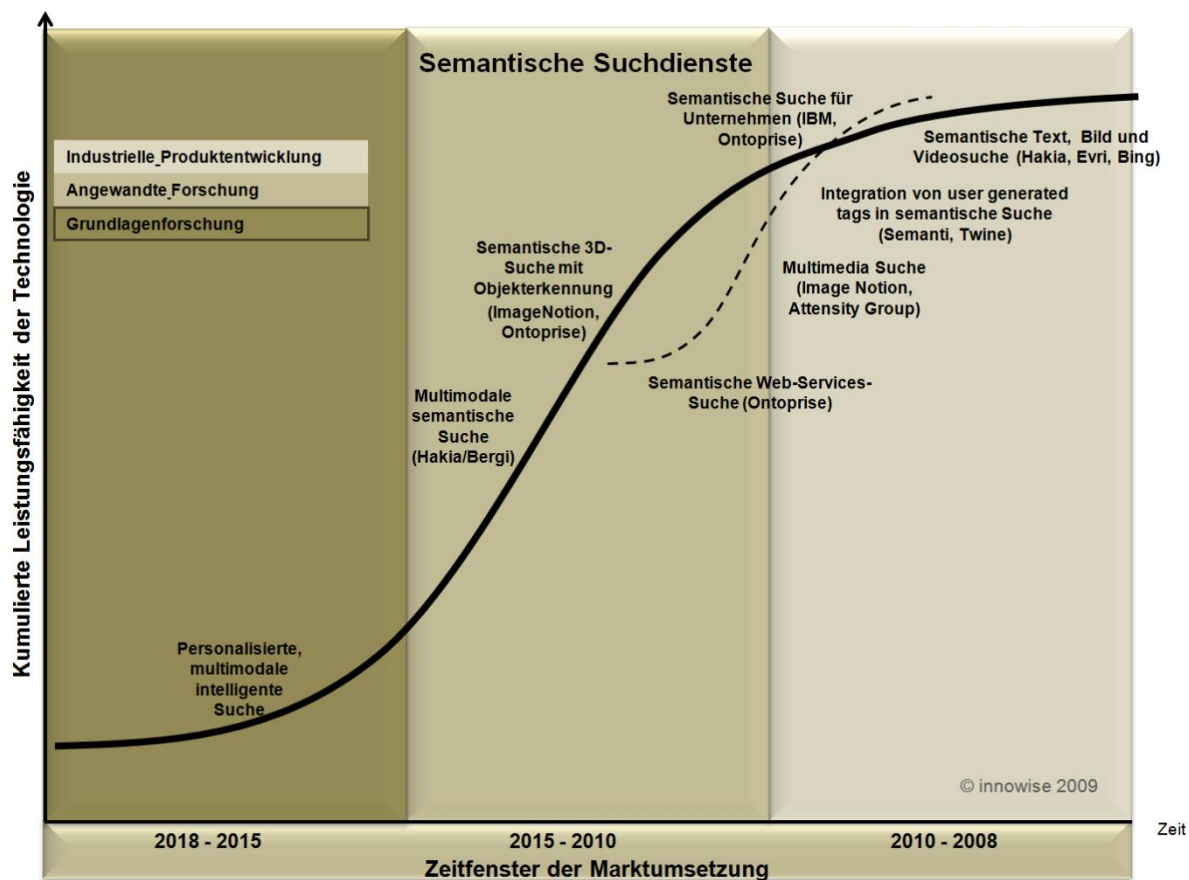 Semantische Suchdienste
Kumulierte Leistungsfähigkeit der Technologie
Industrielle_Produktentwicklung
Angewandte_Forschung
Grundlagenforschung
Semantische Suche für
Unternehmen (IBM,
Ontoprise)
Semantische Text, Bild und
Videosuche (Hakia, Evri, Bing)
Integration von user generated
tags in semantische Suche
(Semanti, Twine)
Semantische 3D-
Suche mit
Objekterkennung
(ImageNotion,
Ontoprise)
Multimedia Suche
(Image Notion,
Attensity Group)
Semantische Web-Services-
Suche (Ontoprise)
Multimodale
semantische
Suche
(Hakia/Bergi)
Personalisierte,
multimodale
intelligente
Suche
© innowise 2009
2018 - 2015
2015 - 2010
2010 - 2008
Zeit
Zeitfenster der Marktumsetzung